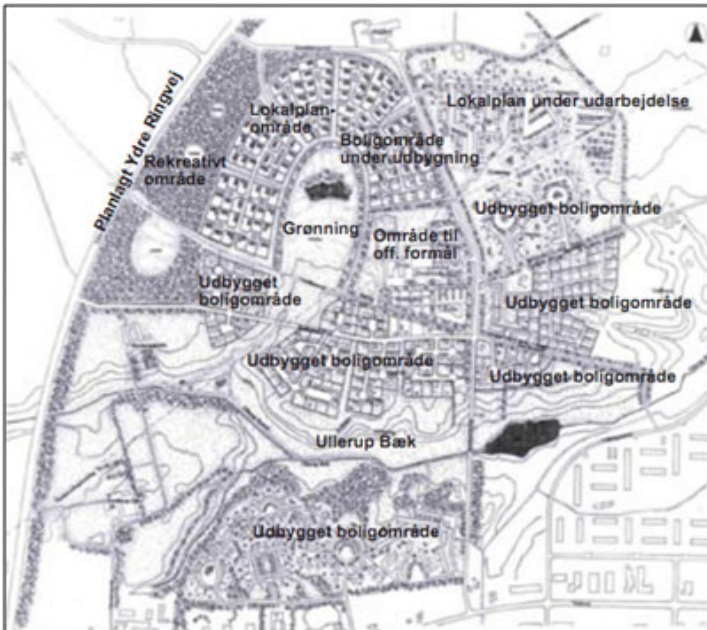 Planlagt Ydre Ringvej
Lokalplan-
område
Lokalplan under udarbejdelse
Boligområde
under udbygning
Rekreativt
område
Udbygget boligområde
Grønning
Område til
off. formål
Udbygget
boligområde
Udbygget boligområde
Udbygget boligområde
Udbygget boligområde
Ullerup Bæk
Udbygget boligområde